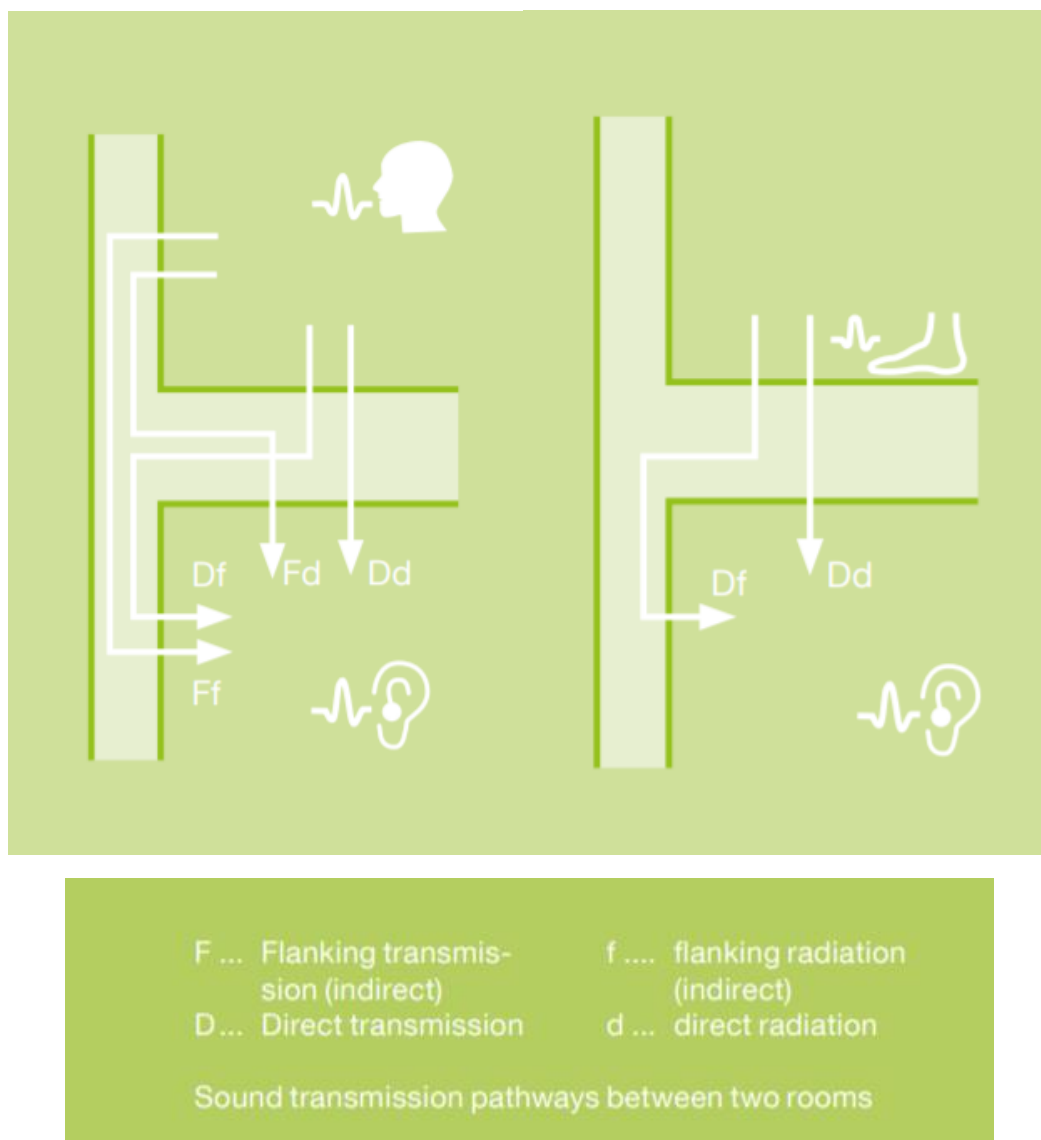 Df
Fd
Dd
Ff
Df
Dd
F ... Flanking transmis-
sion (indirect)
D ... Direct transmission
f .... flanking radiation
(indirect)
d ... direct radiation
Sound transmission pathways between two rooms